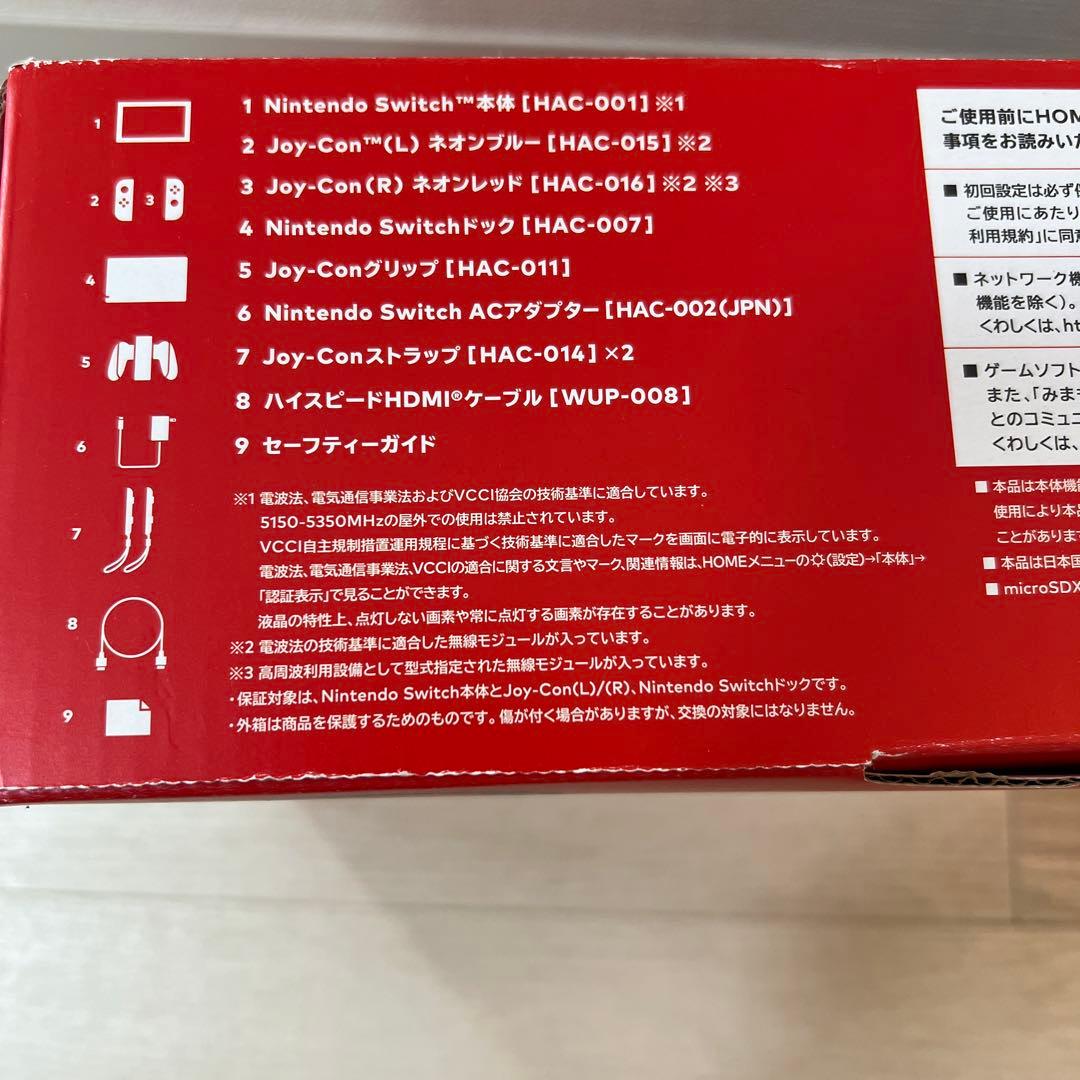 1 Nintendo Switch™本体 [HAC-001] ※1
2 Joy-Con™(L) ネオンブルー [HAC-015] ※2
3 Joy-Con(R) ネオンレッド [HAC-016] ※2 ※3
4 Nintendo Switchドック [HAC-007]
5 Joy-Conグリップ [HAC-011]
6 Nintendo Switch ACアダプター [HAC-002(JPN)]
7 Joy-Conストラップ [HAC-014] ×2
8 ハイスピードHDMI®ケーブル [WUP-008]
9 セーフティーガイド
※1 電波法、電気通信事業法およびVCCI協会の技術基準に適合しています。
5150-5350MHzの屋外での使用は禁止されています。
VCCI自主規制措置運用規程に基づく技術基準に適合したマークを画面に電子的に表示しています。
電波法、電気通信事業法、VCCIの適合に関する文言やマーク、関連情報は、HOMEメニューの(設定)→「本体」→
「認証表示」で見ることができます。
液晶の特性上、点灯しない画素や常に点灯する画素が存在することがあります。
※2 電波法の技術基準に適合した無線モジュールが入っています。
※3 高周波利用設備として型式指定された無線モジュールが入っています。
・保証対象は、Nintendo Switch本体とJoy-Con(L)/(R)、Nintendo Switchドックです。
・外箱は商品を保護するためのものです。傷が付く場合がありますが、交換の対象にはなりません。
1
2
3
4
5
6
7
8
9
ご使用前にHOM
事項をお読みいた
■ 初回設定は必ず
ご使用にあたり
利用規約」に同意
■ ネットワーク機
機能を除く)。
くわしくは、ht
■ ゲームソフト
また、「みまも
とのコミュニ
くわしくは、
■ 本品は本体機能
使用により本品
ことがあります
■ 本品は日本国
■ microSDX